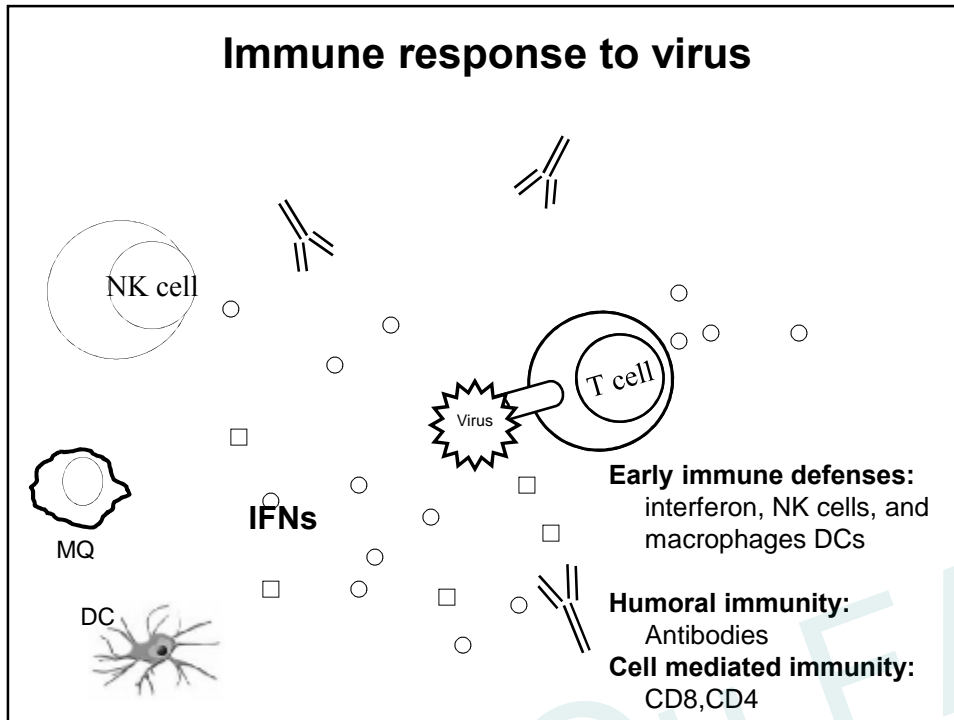 Immune response to virus
NK cell
T cell
Virus
IFNs
MQ
DC
Early immune defenses:
interferon, NK cells, and
macrophages DCs
Humoral immunity:
Antibodies
Cell mediated immunity:
CD8,CD4